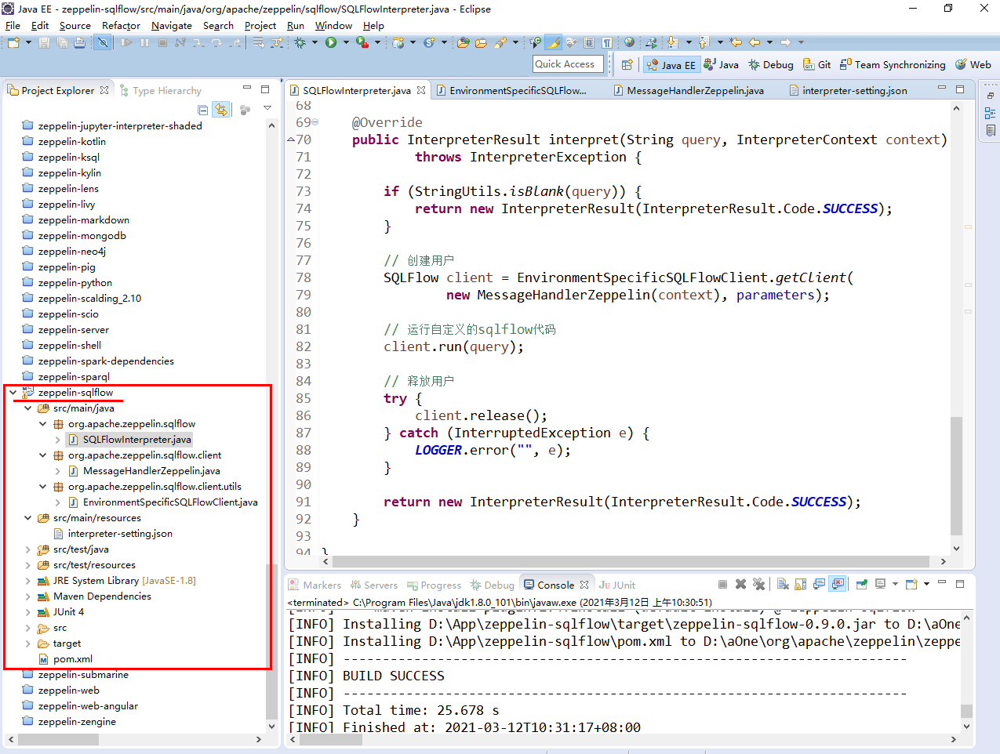 Java EE - zeppelin-sqlflow/src/main/java/org/apache/zeppelin/sqlflow/SQLFlowInterpreter.java - Eclipse
File Edit Source Refactor Navigate Search Project Run Window Help
Quick Access
Java EE Java Debug Git Team Synchronizing Web
Project Explorer Type Hierarchy
zeppelin-jupyter-interpreter-shaded
zeppelin-kotlin
zeppelin-ksql
zeppelin-kylin
zeppelin-lens
zeppelin-livy
zeppelin-markdown
zeppelin-mongodb
zeppelin-neo4j
zeppelin-pig
zeppelin-python
zeppelin-scalding_2.10
zeppelin-scio
zeppelin-server
zeppelin-shell
zeppelin-spark-dependencies
zeppelin-sparql
zeppelin-sqlflow
src/main/java
org.apache.zeppelin.sqlflow
SQLFlowInterpreter.java
org.apache.zeppelin.sqlflow.client
MessageHandlerZeppelin.java
org.apache.zeppelin.sqlflow.client.utils
EnvironmentSpecificSQLFlowClient.java
src/main/resources
interpreter-setting.json
src/test/java
src/test/resources
JRE System Library [JavaSE-1.8]
Maven Dependencies
JUnit 4
src
target
pom.xml
zeppelin-submarine
zeppelin-web
zeppelin-web-angular
zeppelin-zengine
SQLFlowInterpreter.java EnvironmentSpecificSQLFlow... MessageHandlerZeppelin.java interpreter-setting.json
68
69 @Override
70 public InterpreterResult interpret(String query, InterpreterContext context)
71 throws InterpreterException {
72
73 if (StringUtils.isBlank(query)) {
74 return new InterpreterResult(InterpreterResult.Code.SUCCESS);
75 }
76
77 // 创建用户
78 SQLFlow client = EnvironmentSpecificSQLFlowClient.getClient(
79 new MessageHandlerZeppelin(context), parameters);
80
81 // 运行自定义的sqlflow代码
82 client.run(query);
83
84 // 释放用户
85 try {
86 client.release();
87 } catch (InterruptedException e) {
88 LOGGER.error("", e);
89 }
90
91 return new InterpreterResult(InterpreterResult.Code.SUCCESS);
92 }
93
94 }
Markers Servers Progress Debug Console JUnit
<terminated> C:\Program Files\Java\jdk1.8.0_101\bin\javaw.exe (2021年3月12日 上午10:30:51)
[INFO] Installing D:\App\zeppelin-sqlflow\target\zeppelin-sqlflow-0.9.0.jar to D:\aOne
[INFO] Installing D:\App\zeppelin-sqlflow\pom.xml to D:\aOne\org\apache\zeppelin\zeppe
[INFO] ------------------------------------------------------------------------
[INFO] BUILD SUCCESS
[INFO] ------------------------------------------------------------------------
[INFO] Total time: 25.678 s
[INFO] Finished at: 2021-03-12T10:31:17+08:00